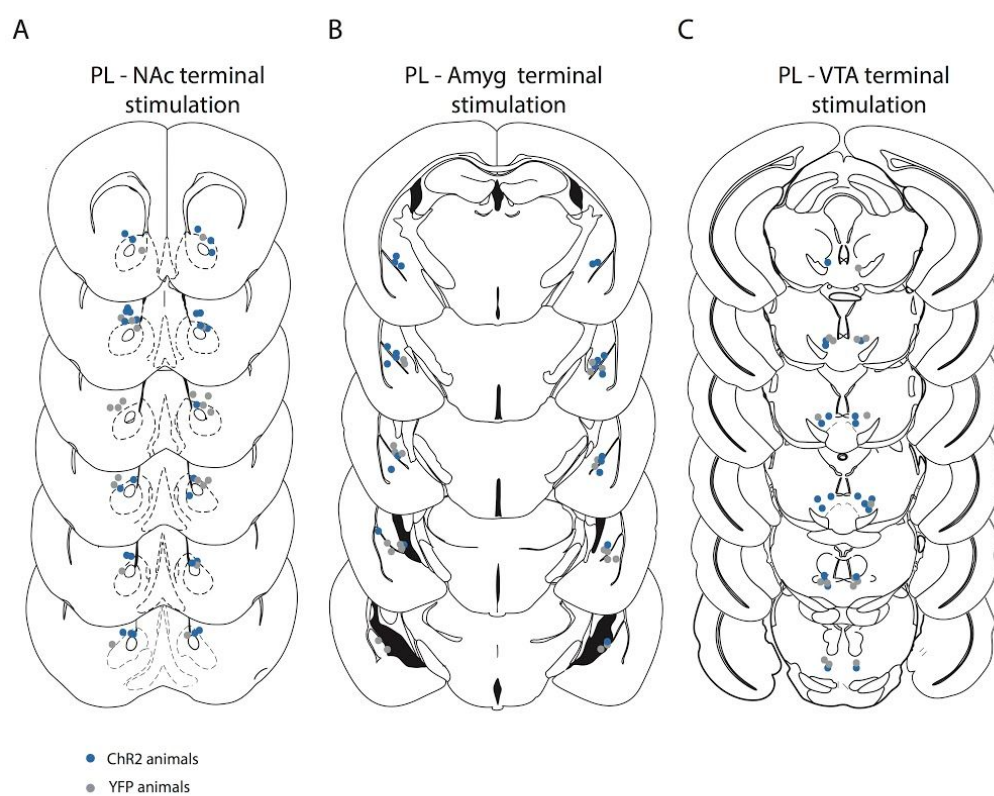 A
PL - NAc terminal
stimulation
B
PL - Amyg terminal
stimulation
C
PL - VTA terminal
stimulation
ChR2 animals
YFP animals